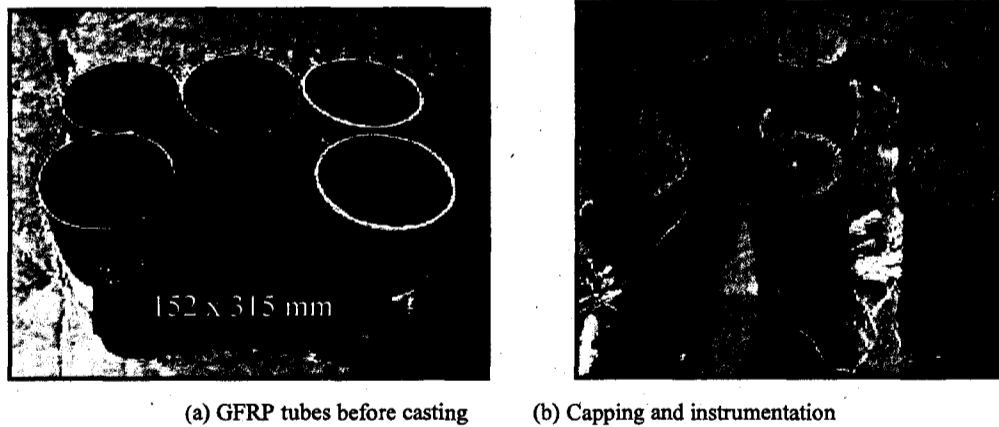 152 x 315 mm
(a) GFRP tubes before casting
(b) Capping and instrumentation